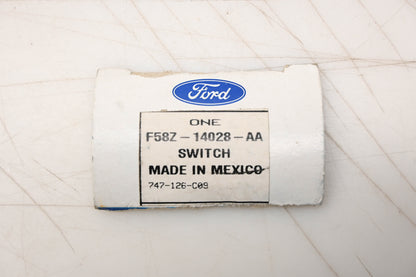 Ford
ONE
F58Z-14028-AA
SWITCH
MADE IN MEXICO
747-126-C09